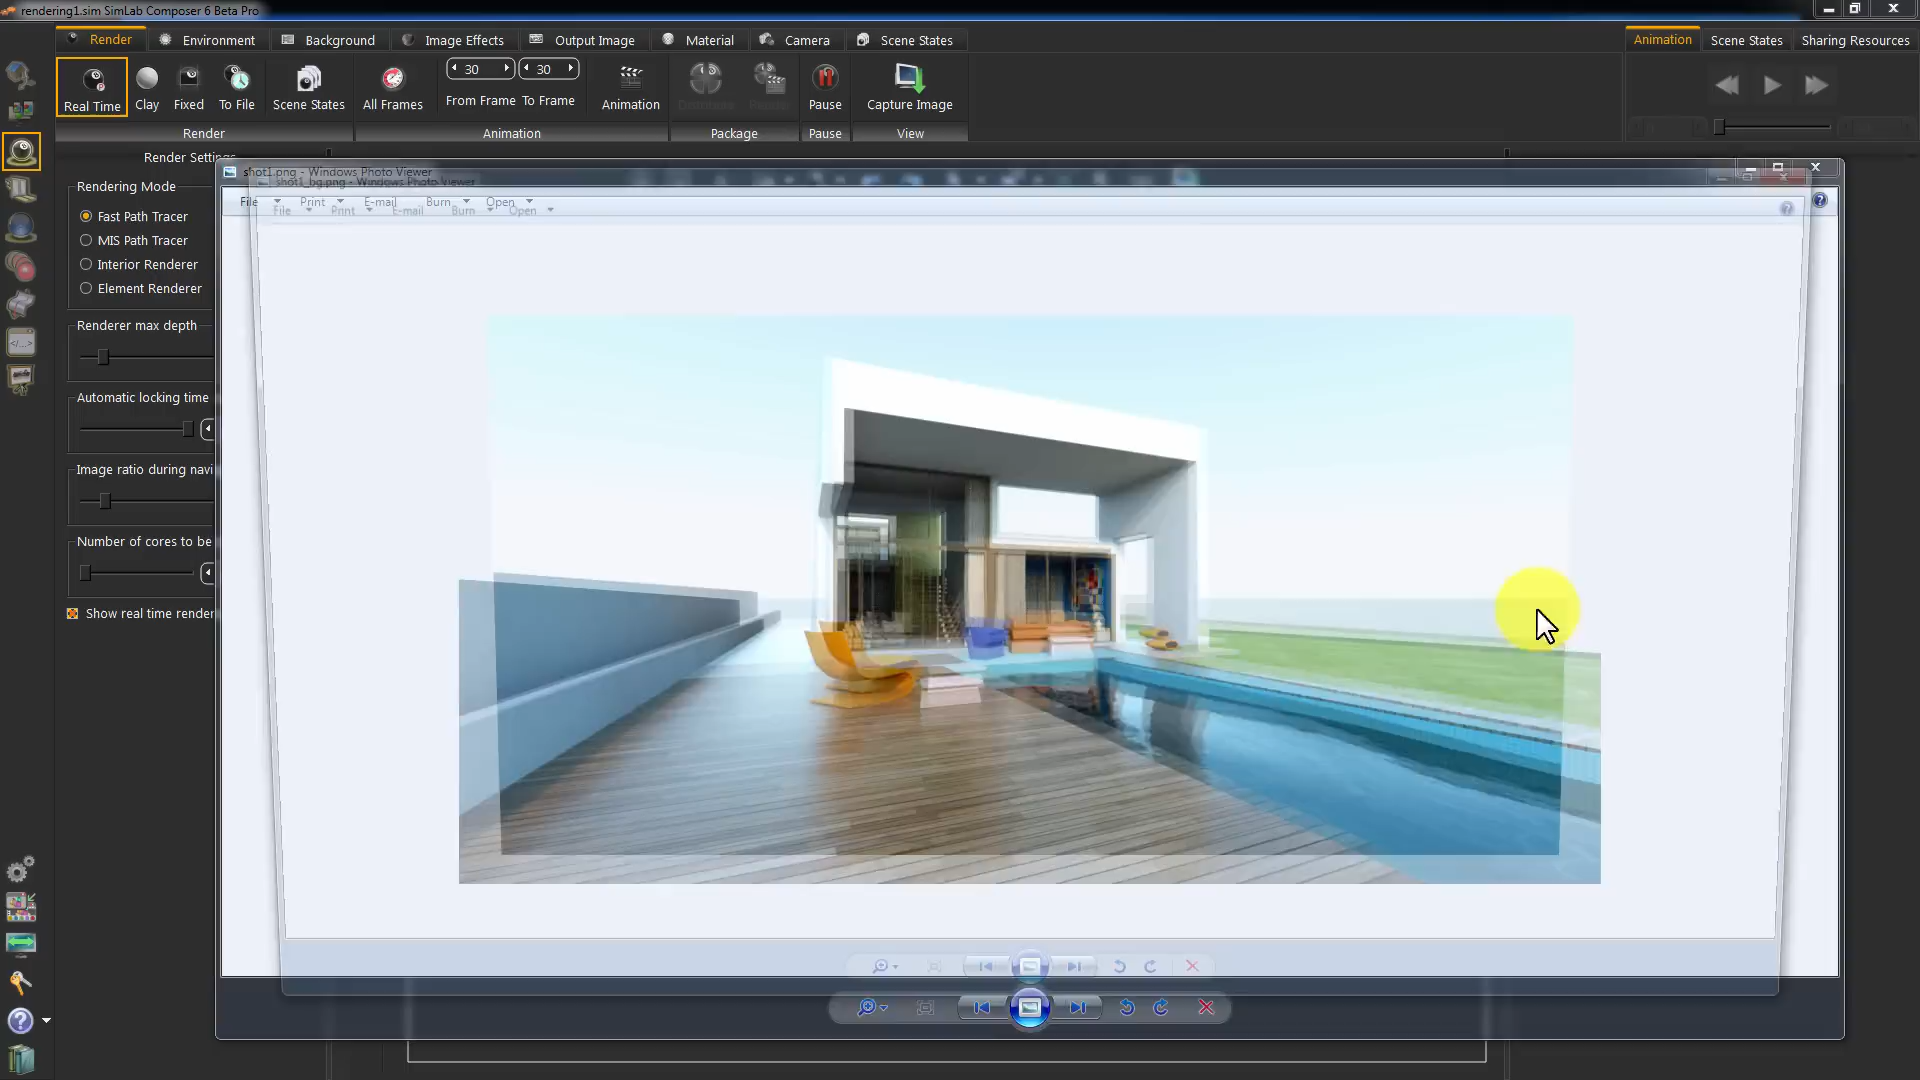 rendering1.sim SimLab Composer 6 Beta Pro
Render Environment Background Image Effects Output Image Material Camera Scene States
Animation Scene States Sharing Resources
Real Time Clay Fixed To File Scene States All Frames
30 30
From Frame To Frame
Animation Pause Capture Image
Render Animation Package Pause View
Render Settings
Rendering Mode
Fast Path Tracer
MIS Path Tracer
Interior Renderer
Element Renderer
Renderer max depth
Automatic locking time
Image ratio during navi
Number of cores to be
Show real time render
shot1.png - Windows Photo Viewer
shot1_bg.png - Windows Photo Viewer
File Print E-mail Burn Open
File Print E-mail Burn Open